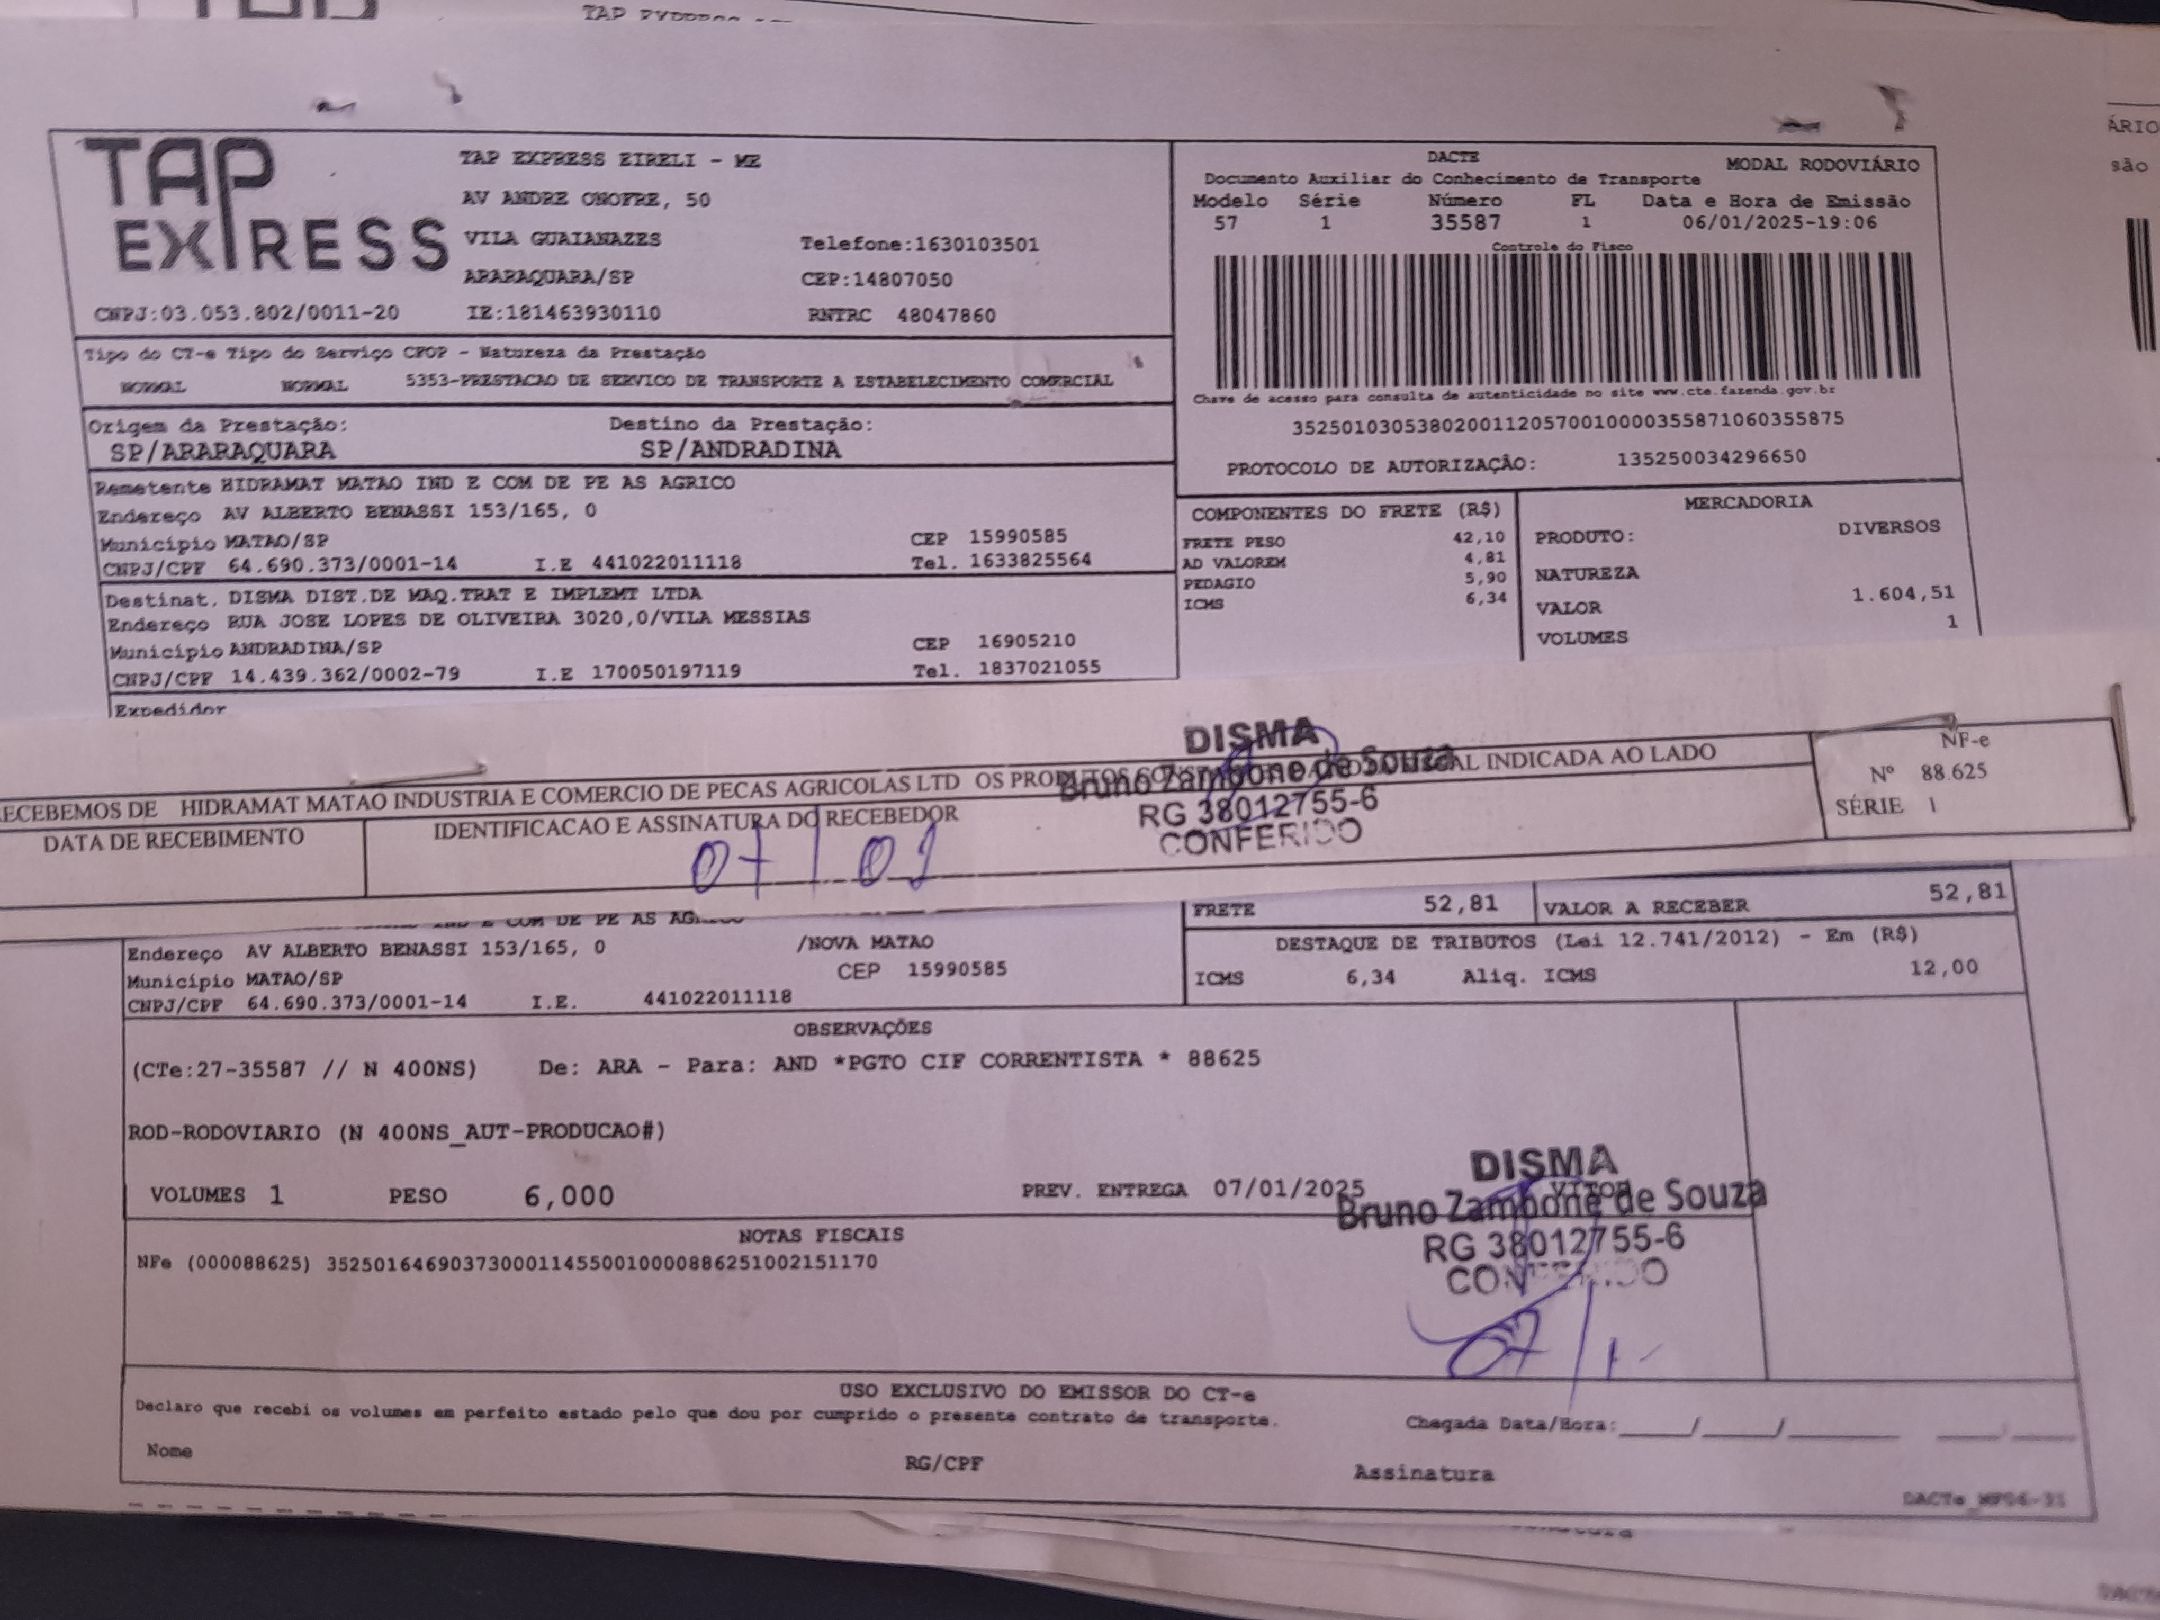 TAP EXPRESS
TAP EXPRESS EIRELI - ME
AV ANDRE ONOFRE, 50
VILA GUAIANAZES Telefone:1630103501
ARARAQUARA/SP CEP:14807050
CNPJ:03.053.802/0011-20 IE:181463930110 RNTRC 48047860
DACTE MODAL RODOVIÁRIO
Documento Auxiliar do Conhecimento de Transporte
Modelo Série Número FL Data e Hora de Emissão
57 1 35587 1 06/01/2025-19:06
Controle do Fisco
Chave de acesso para consulta de autenticidade no site www.cte.fazenda.gov.br
35250103053802001120570010000355871060355875
PROTOCOLO DE AUTORIZAÇÃO: 135250034296650
Tipo do CT-e Tipo do Serviço CFOP - Natureza da Prestação
NORMAL NORMAL 5353-PRESTACAO DE SERVICO DE TRANSPORTE A ESTABELECIMENTO COMERCIAL
Origem da Prestação: Destino da Prestação:
SP/ARARAQUARA SP/ANDRADINA
Remetente HIDRAMAT MATAO IND E COM DE PE AS AGRICO
Endereço AV ALBERTO BENASSI 153/165, 0
Município MATAO/SP CEP 15990585
CNPJ/CPF 64.690.373/0001-14 I.E 441022011118 Tel. 1633825564
Destinat. DISMA DIST.DE MAQ.TRAT E IMPLEMT LTDA
Endereço RUA JOSE LOPES DE OLIVEIRA 3020,0/VILA MESSIAS
Município ANDRADINA/SP CEP 16905210
CNPJ/CPF 14.439.362/0002-79 I.E 170050197119 Tel. 1837021055
Expedidor
COMPONENTES DO FRETE (R$)
FRETE PESO 42,10
AD VALOREM 4,81
PEDAGIO 5,90
ICMS 6,34
MERCADORIA
PRODUTO: DIVERSOS
NATUREZA
VALOR 1.604,51
VOLUMES 1
ECEBEMOS DE HIDRAMAT MATAO INDUSTRIA E COMERCIO DE PECAS AGRICOLAS LTD OS PRODUTOS INDICADA AO LADO
DATA DE RECEBIMENTO IDENTIFICACAO E ASSINATURA DO RECEBEDOR
07/01
DISMA
Bruno Zambone de Souza
RG 38012755-6
CONFERIDO
NF-e
Nº 88.625
SÉRIE 1
IND E COM DE PE AS AGRICO
Endereço AV ALBERTO BENASSI 153/165, 0 /NOVA MATAO
Município MATAO/SP CEP 15990585
CNPJ/CPF 64.690.373/0001-14 I.E. 441022011118
FRETE 52,81 VALOR A RECEBER 52,81
DESTAQUE DE TRIBUTOS (Lei 12.741/2012) - Em (R$)
ICMS 6,34 Aliq. ICMS 12,00
OBSERVAÇÕES
(CTe:27-35587 // N 400NS) De: ARA - Para: AND *PGTO CIF CORRENTISTA * 88625
ROD-RODOVIARIO (N 400NS_AUT-PRODUCAO#)
VOLUMES 1 PESO 6,000 PREV. ENTREGA 07/01/2025
VITOR
NOTAS FISCAIS
NFe (000088625) 35250164690373000114550010000886251002151170
DISMA
Bruno Zambone de Souza
RG 38012755-6
CONFERIDO
07/1
USO EXCLUSIVO DO EMISSOR DO CT-e
Declaro que recebi os volumes em perfeito estado pelo que dou por cumprido o presente contrato de transporte.
Chegada Data/Hora:____/____/______
Nome RG/CPF Assinatura